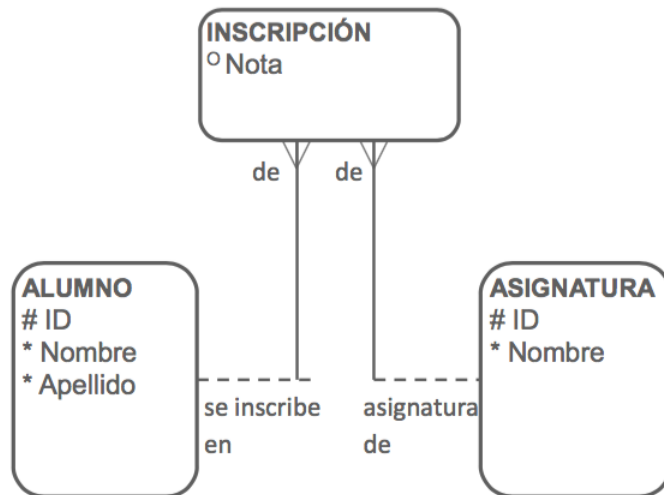 INSCRIPCIÓN
o Nota
de
de
ALUMNO
# ID
* Nombre
* Apellido
se inscribe
en
asignatura
de
ASIGNATURA
# ID
* Nombre